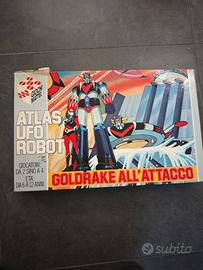 ATLAS
UFO
ROBOT
GIOCATORI:
DA 2 SINO A 4
ETÀ:
DA 6 A 12 ANNI
GOLDRAKE ALL'ATTACCO
subito